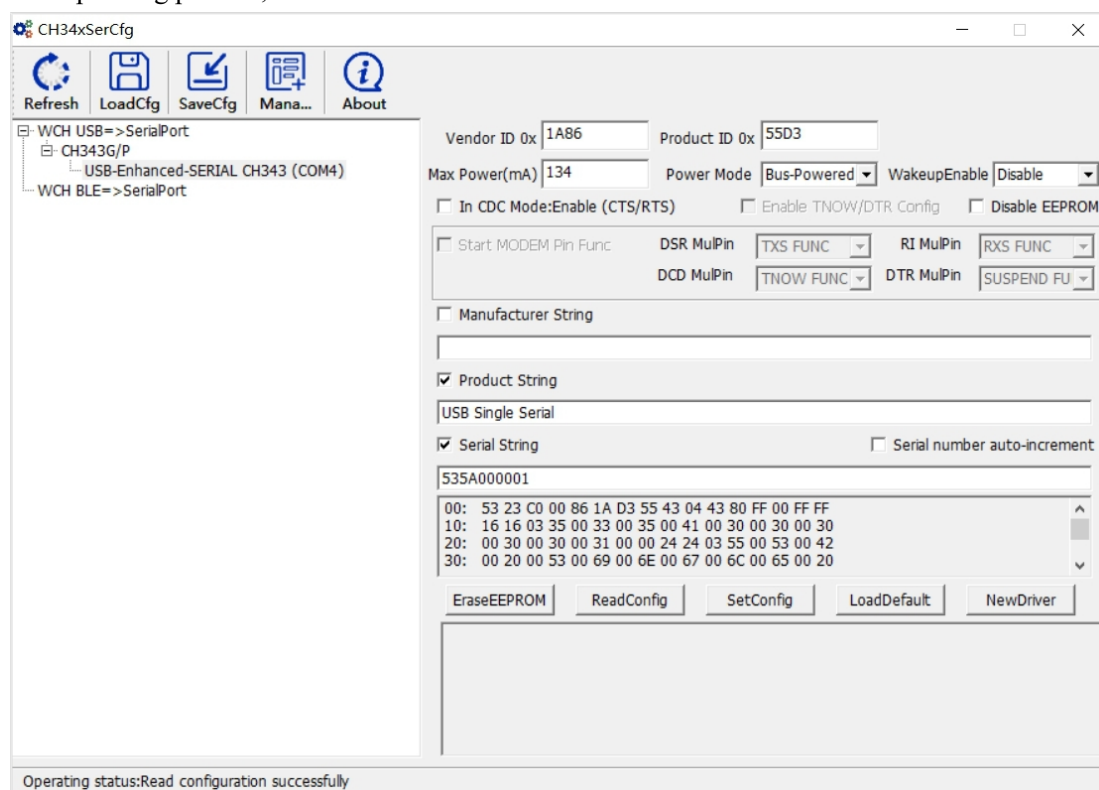 CH34xSerCfg
Refresh LoadCfg SaveCfg Mana... About
WCH USB=>SerialPort
CH343G/P
USB-Enhanced-SERIAL CH343 (COM4)
WCH BLE=>SerialPort
Vendor ID 0x 1A86 Product ID 0x 55D3
Max Power(mA) 134 Power Mode Bus-Powered WakeupEnable Disable
In CDC Mode:Enable (CTS/RTS) Enable TNOW/DTR Config Disable EEPROM
Start MODEM Pin Func DSR MulPin TXS FUNC RI MulPin RXS FUNC
DCD MulPin TNOW FUNC DTR MulPin SUSPEND FU
Manufacturer String
Product String
USB Single Serial
Serial String Serial number auto-increment
535A000001
00: 53 23 C0 00 86 1A D3 55 43 04 43 80 FF 00 FF FF
10: 16 16 03 35 00 33 00 35 00 41 00 30 00 30 00 30
20: 00 30 00 30 00 31 00 00 24 24 03 55 00 53 00 42
30: 00 20 00 53 00 69 00 6E 00 67 00 6C 00 65 00 20
EraseEEPROM ReadConfig SetConfig LoadDefault NewDriver
Operating status:Read configuration successfully